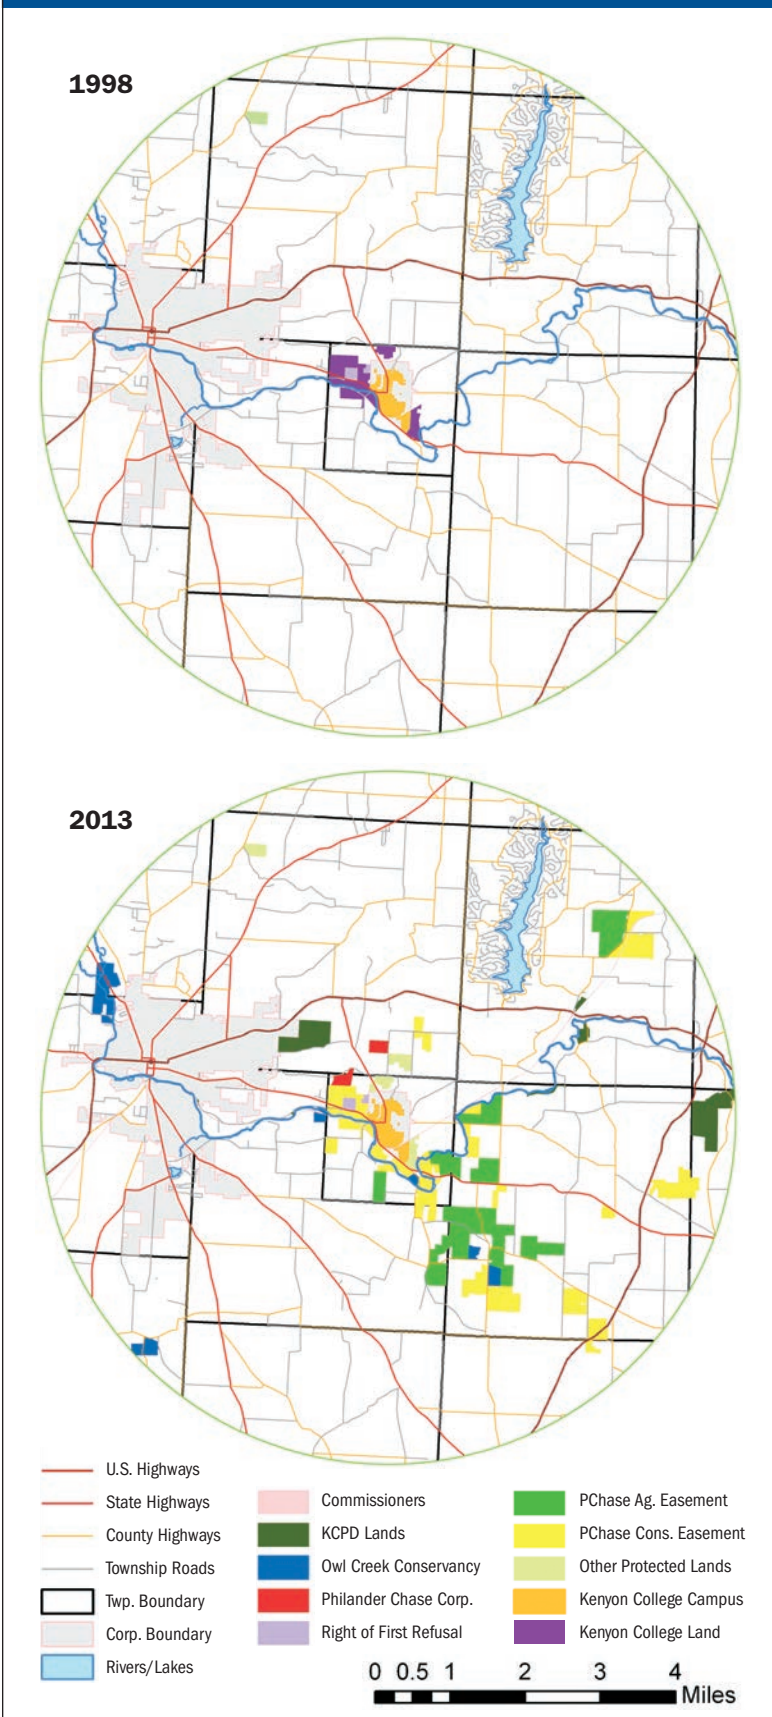 1998
2013
U.S. Highways
State Highways
County Highways
Township Roads
Twp. Boundary
Corp. Boundary
Rivers/Lakes
Commissioners
KCPD Lands
Owl Creek Conservancy
Philander Chase Corp.
Right of First Refusal
PChase Ag. Easement
PChase Cons. Easement
Other Protected Lands
Kenyon College Campus
Kenyon College Land
0 0.5 1 2 3 4
Miles